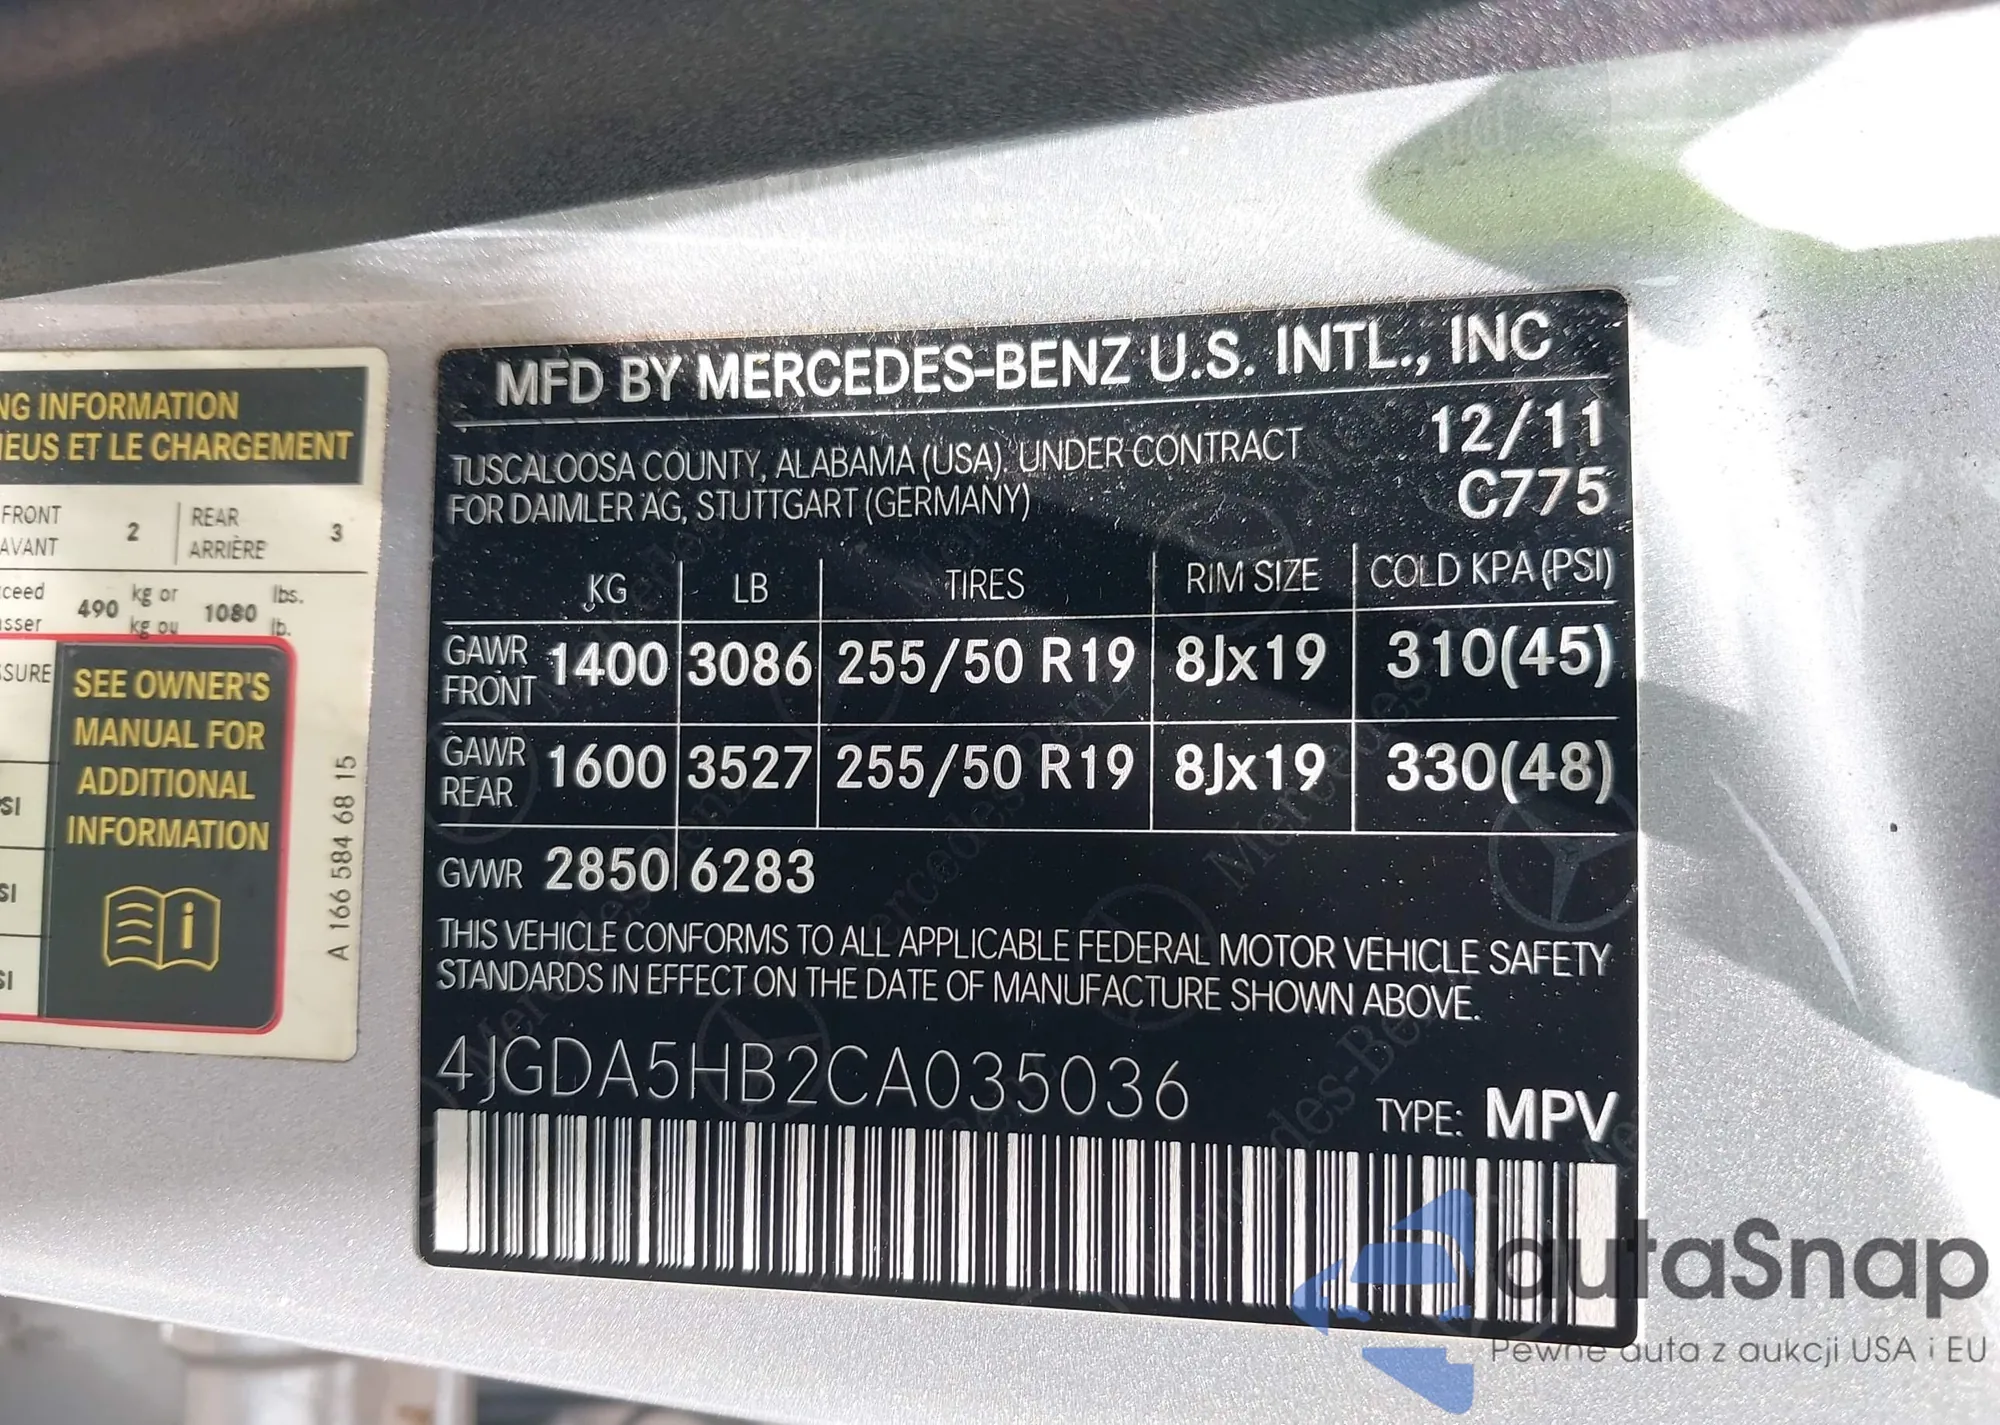 NG INFORMATION
NEUS ET LE CHARGEMENT
FRONT 2 REAR 3
AVANT ARRIÈRE
490 kg or 1080 lbs.
kg ou lb.
SEE OWNER'S
MANUAL FOR
ADDITIONAL
INFORMATION
A 166 584 68 15
MFD BY MERCEDES-BENZ U.S. INTL., INC
TUSCALOOSA COUNTY, ALABAMA (USA). UNDER CONTRACT 12/11
FOR DAIMLER AG, STUTTGART (GERMANY) C775
KG LB TIRES RIM SIZE COLD KPA (PSI)
GAWR FRONT 1400 3086 255/50 R19 8Jx19 310(45)
GAWR REAR 1600 3527 255/50 R19 8Jx19 330(48)
GVWR 2850 6283
THIS VEHICLE CONFORMS TO ALL APPLICABLE FEDERAL MOTOR VEHICLE SAFETY
STANDARDS IN EFFECT ON THE DATE OF MANUFACTURE SHOWN ABOVE.
4JGDA5HB2CA035036
TYPE: MPV
autaSnap
Pewne auta z aukcji USA i EU